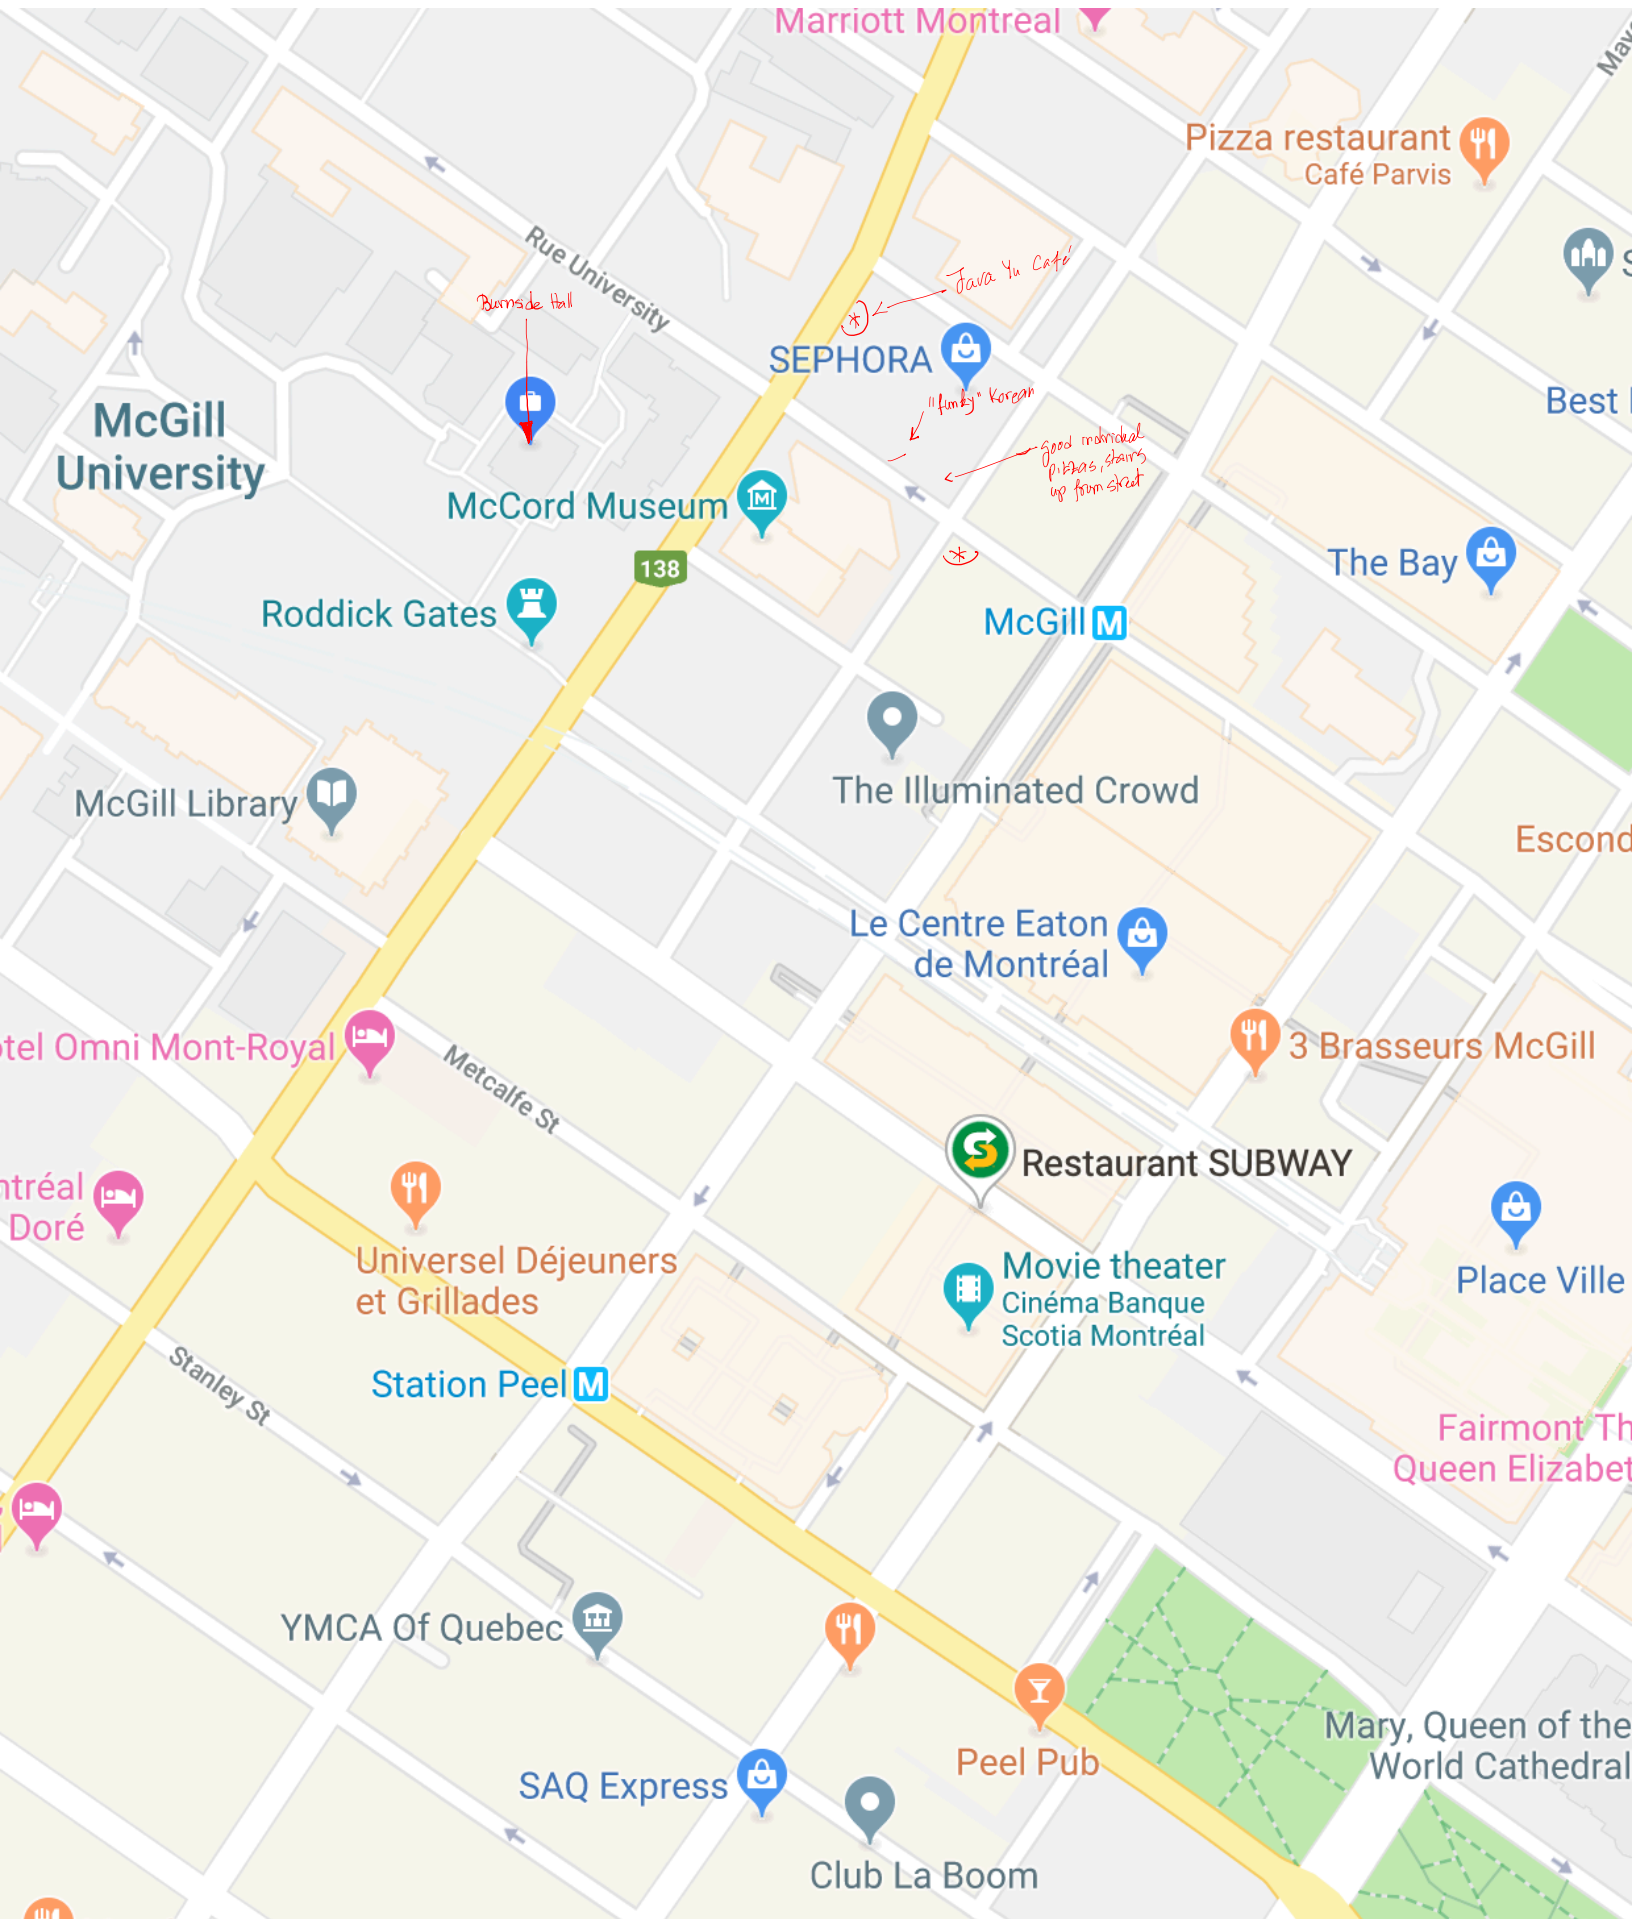 Marriott Montreal
Pizza restaurant
Café Parvis
Rue University
Java Yu Café
Burnside Hall
SEPHORA
"funky" Korean
Best
McGill
University
good individual
pizzas, stairs
up from street
McCord Museum
M
138
The Bay
Roddick Gates
McGill M
The Illuminated Crowd
McGill Library
Escond
Le Centre Eaton
de Montréal
otel Omni Mont-Royal
3 Brasseurs McGill
Metcalfe St
S
Restaurant SUBWAY
ntréal
Doré
Universel Déjeuners
et Grillades
Movie theater
Cinéma Banque
Scotia Montréal
Place Ville
Stanley St
Station Peel M
Fairmont Th
Queen Elizabet
YMCA Of Quebec
Peel Pub
Mary, Queen of the
World Cathedral
SAQ Express
Club La Boom